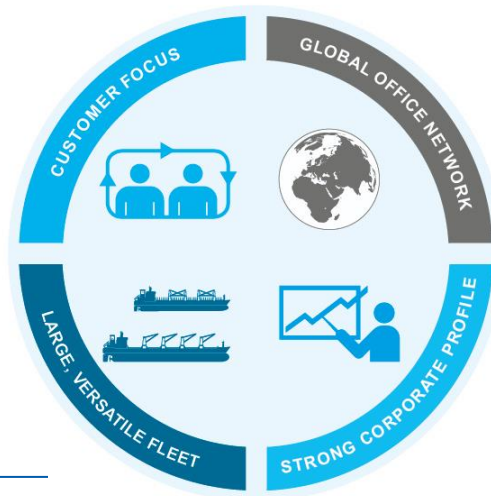 CUSTOMER FOCUS
GLOBAL OFFICE NETWORK
LARGE, VERSATILE FLEET
STRONG CORPORATE PROFILE